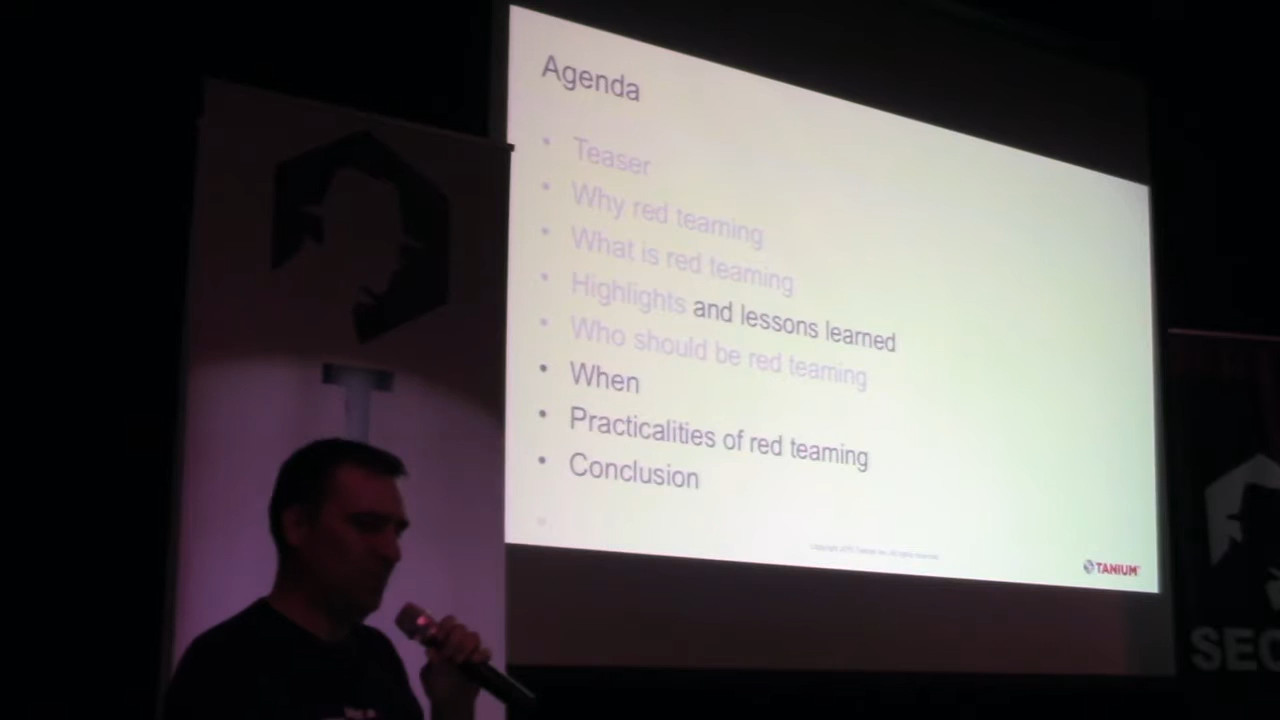 Agenda
• Teaser
• Why red teaming
• What is red teaming
• Highlights and lessons learned
• Who should be red teaming
• When
• Practicalities of red teaming
• Conclusion
TANIUM
SEC